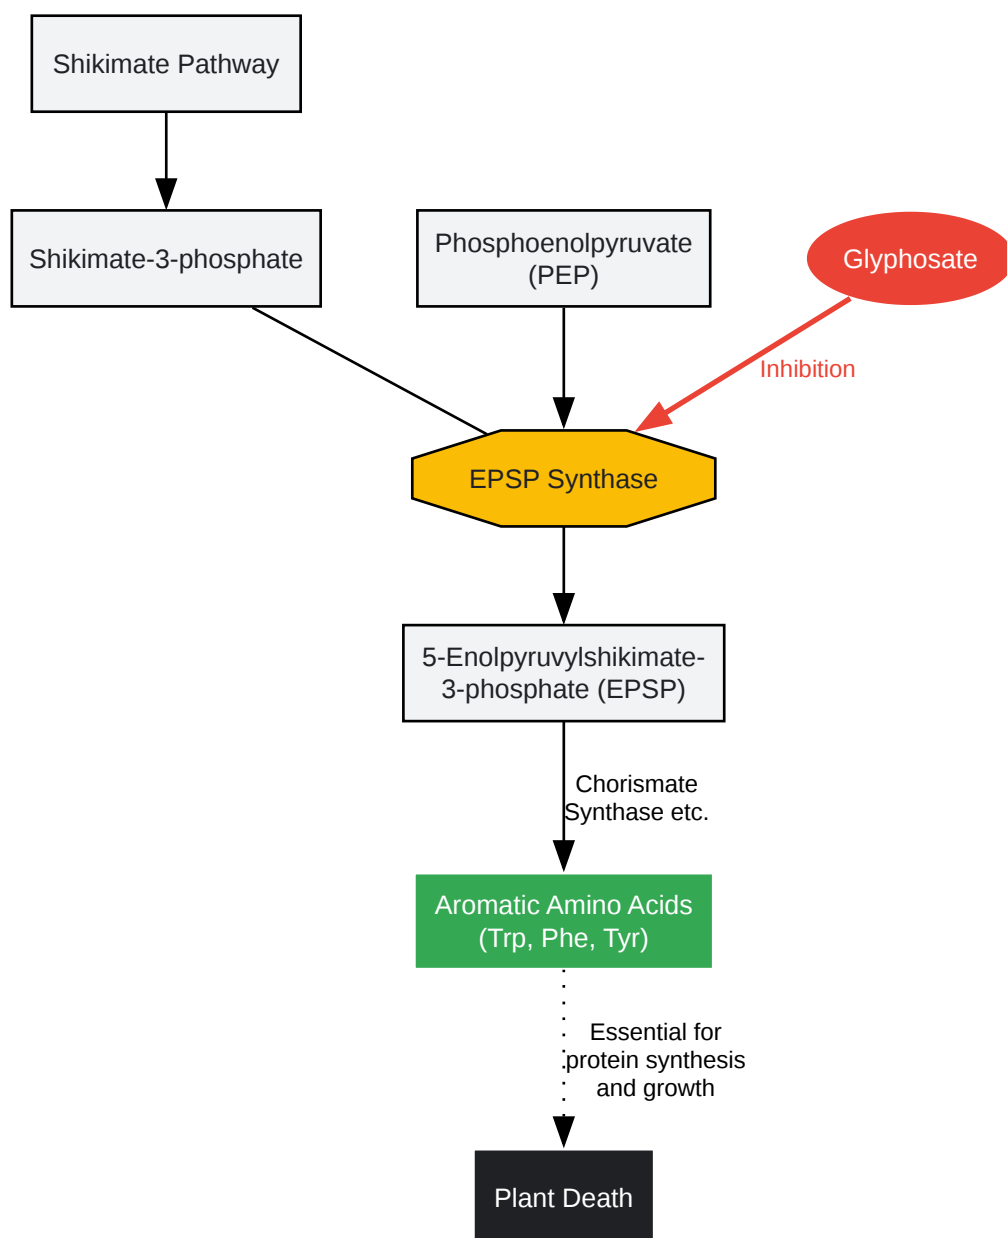 Shikimate Pathway
Shikimate-3-phosphate
Phosphoenolpyruvate
(PEP)
Glyphosate
Inhibition
EPSP Synthase
5-Enolpyruvylshikimate-
3-phosphate (EPSP)
Chorismate
Synthase etc.
Aromatic Amino Acids
(Trp, Phe, Tyr)
Essential for
protein synthesis
and growth
Plant Death